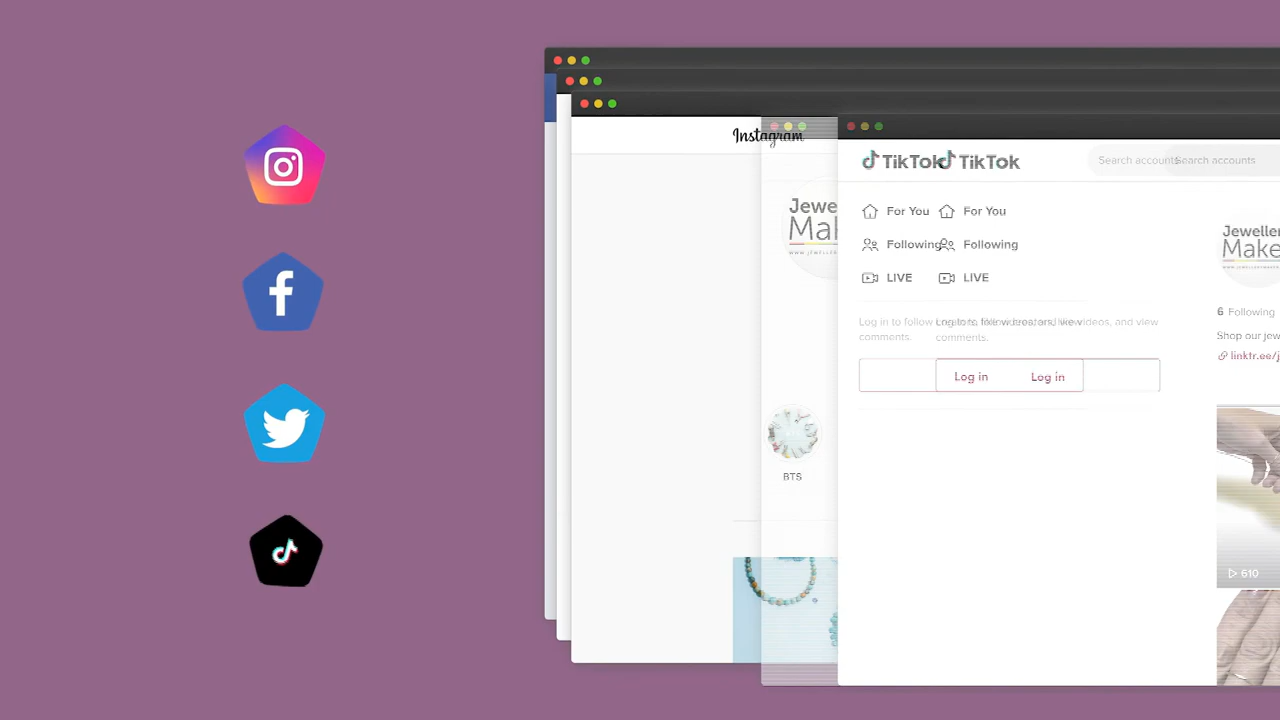 Instagram
TikTok TikTok
Search accounts Search accounts
Jewelle
Mak
Jeweller
Make
For You For You
Following Following
LIVE LIVE
6 Following
Log in to follow creators, like videos, and view
comments. comments.
Shop our jew
linktr.ee/j
Log in Log in
BTS
610